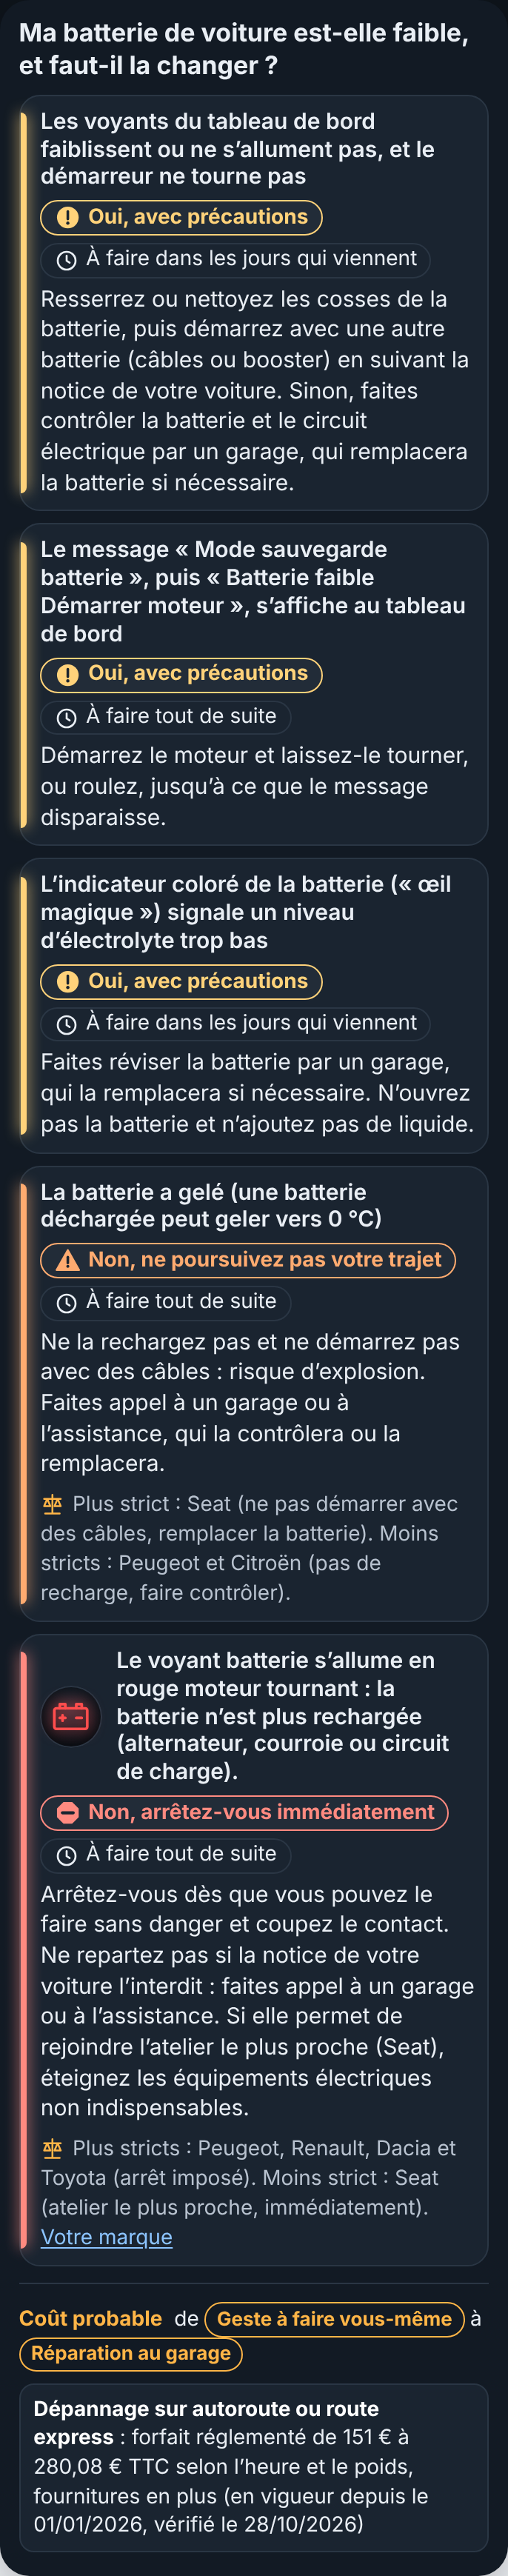 Ma batterie de voiture est-elle faible,
et faut-il la changer ?
Les voyants du tableau de bord
faiblissent ou ne s’allument pas, et le
démarreur ne tourne pas
Oui, avec précautions
À faire dans les jours qui viennent
Resserrez ou nettoyez les cosses de la
batterie, puis démarrez avec une autre
batterie (câbles ou booster) en suivant la
notice de votre voiture. Sinon, faites
contrôler la batterie et le circuit
électrique par un garage, qui remplacera
la batterie si nécessaire.
Le message « Mode sauvegarde
batterie », puis « Batterie faible
Démarrer moteur », s’affiche au tableau
de bord
Oui, avec précautions
À faire tout de suite
Démarrez le moteur et laissez-le tourner,
ou roulez, jusqu’à ce que le message
disparaisse.
L’indicateur coloré de la batterie (« œil
magique ») signale un niveau
d’électrolyte trop bas
Oui, avec précautions
À faire dans les jours qui viennent
Faites réviser la batterie par un garage,
qui la remplacera si nécessaire. N’ouvrez
pas la batterie et n’ajoutez pas de liquide.
La batterie a gelé (une batterie
déchargée peut geler vers 0 °C)
Non, ne poursuivez pas votre trajet
À faire tout de suite
Ne la rechargez pas et ne démarrez pas
avec des câbles : risque d’explosion.
Faites appel à un garage ou à
l’assistance, qui la contrôlera ou la
remplacera.
Plus strict : Seat (ne pas démarrer avec
des câbles, remplacer la batterie). Moins
stricts : Peugeot et Citroën (pas de
recharge, faire contrôler).
Le voyant batterie s’allume en
rouge moteur tournant : la
batterie n’est plus rechargée
(alternateur, courroie ou circuit
de charge).
Non, arrêtez-vous immédiatement
À faire tout de suite
Arrêtez-vous dès que vous pouvez le
faire sans danger et coupez le contact.
Ne repartez pas si la notice de votre
voiture l’interdit : faites appel à un garage
ou à l’assistance. Si elle permet de
rejoindre l’atelier le plus proche (Seat),
éteignez les équipements électriques
non indispensables.
Plus stricts : Peugeot, Renault, Dacia et
Toyota (arrêt imposé). Moins strict : Seat
(atelier le plus proche, immédiatement).
Votre marque
Coût probable de Geste à faire vous-même à
Réparation au garage
Dépannage sur autoroute ou route
express : forfait réglementé de 151 € à
280,08 € TTC selon l’heure et le poids,
fournitures en plus (en vigueur depuis le
01/01/2026, vérifié le 28/10/2026)